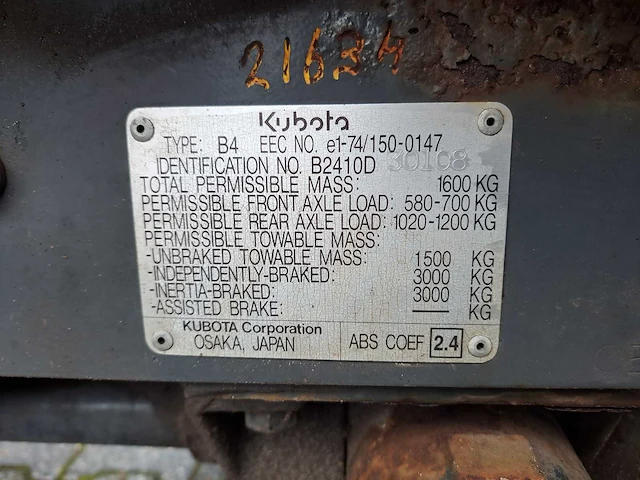 21634
Kubota
TYPE: B4 EEC NO. e1-74/150-0147
IDENTIFICATION NO. B2410D 30108
TOTAL PERMISSIBLE MASS: 1600 KG
PERMISSIBLE FRONT AXLE LOAD: 580-700 KG
PERMISSIBLE REAR AXLE LOAD: 1020-1200 KG
PERMISSIBLE TOWABLE MASS:
-UNBRAKED TOWABLE MASS: 1500 KG
-INDEPENDENTLY-BRAKED: 3000 KG
-INERTIA-BRAKED: 3000 KG
-ASSISTED BRAKE: — KG
KUBOTA Corporation
OSAKA, JAPAN ABS COEF 2.4